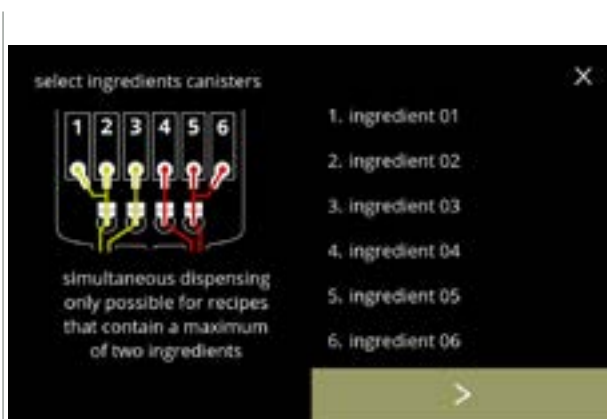 select ingredients canisters
1 2 3 4 5 6
simultaneous dispensing
only possible for recipes
that contain a maximum
of two ingredients
1. ingredient 01
2. ingredient 02
3. ingredient 03
4. ingredient 04
5. ingredient 05
6. ingredient 06